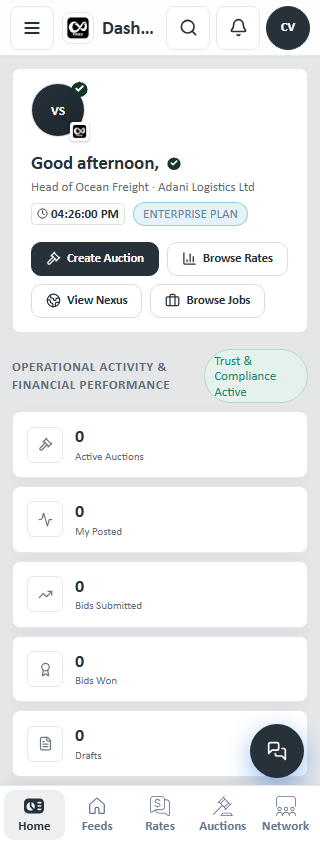 Dash...
CV
VS
Good afternoon,
Head of Ocean Freight · Adani Logistics Ltd
04:26:00 PM
ENTERPRISE PLAN
Create Auction
Browse Rates
View Nexus
Browse Jobs
OPERATIONAL ACTIVITY &
FINANCIAL PERFORMANCE
Trust &
Compliance
Active
0
Active Auctions
0
My Posted
0
Bids Submitted
0
Bids Won
0
Drafts
Home
Feeds
Rates
Auctions
Network